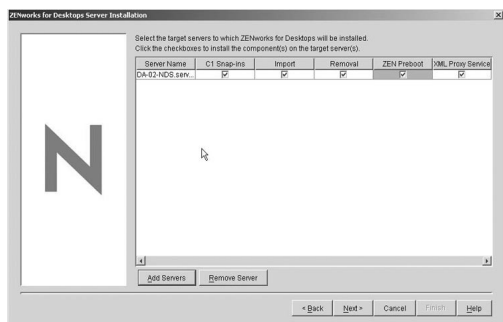 ZENworks for Desktops Server Installation
Select the target servers to which ZENworks for Desktops will be installed.
Click the checkboxes to install the component(s) on the target server(s).
Server Name C1 Snap-ins Import Removal ZEN Preboot XML Proxy Service
DA-02-NDS.serv...
N
Add Servers Remove Server
< Back Next > Cancel Finish Help